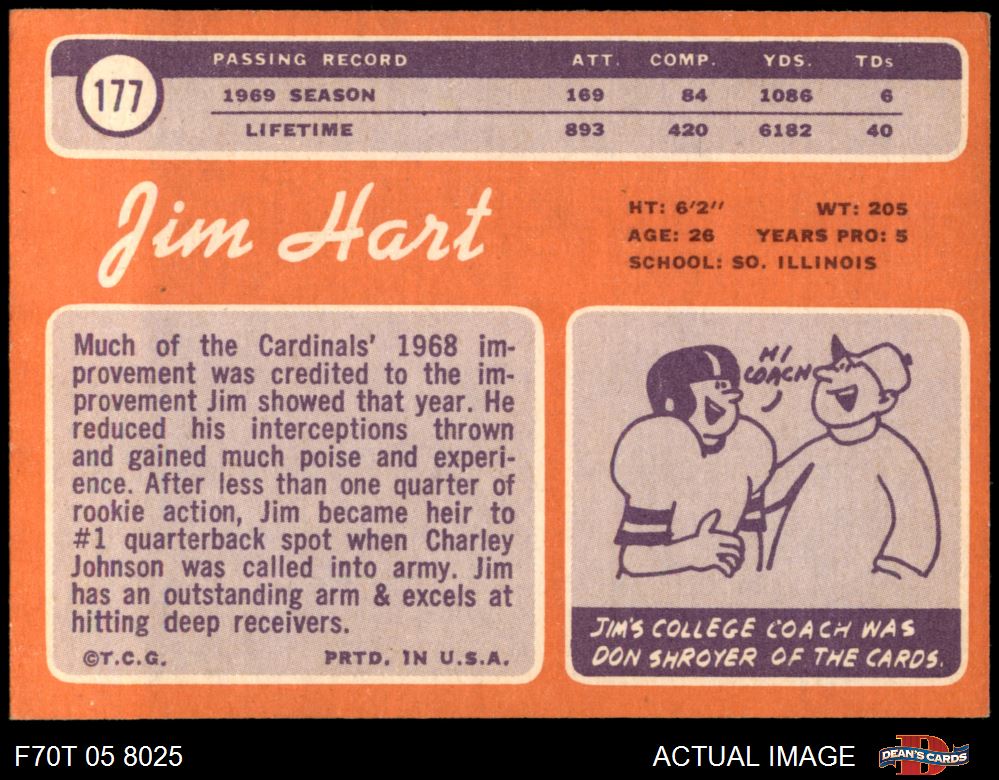 177
PASSING RECORD ATT. COMP. YDS. TDs
1969 SEASON 169 84 1086 6
LIFETIME 893 420 6182 40
Jim Hart
HT: 6'2" WT: 205
AGE: 26 YEARS PRO: 5
SCHOOL: SO. ILLINOIS
Much of the Cardinals' 1968 im-
provement was credited to the im-
provement Jim showed that year. He
reduced his interceptions thrown
and gained much poise and experi-
ence. After less than one quarter of
rookie action, Jim became heir to
#1 quarterback spot when Charley
Johnson was called into army. Jim
has an outstanding arm & excels at
hitting deep receivers.
©T.C.G. PRTD. IN U.S.A.
HI
COACH
JIM'S COLLEGE COACH WAS
DON SHROYER OF THE CARDS.
F70T 05 8025 ACTUAL IMAGE
D
DEAN'S CARDS